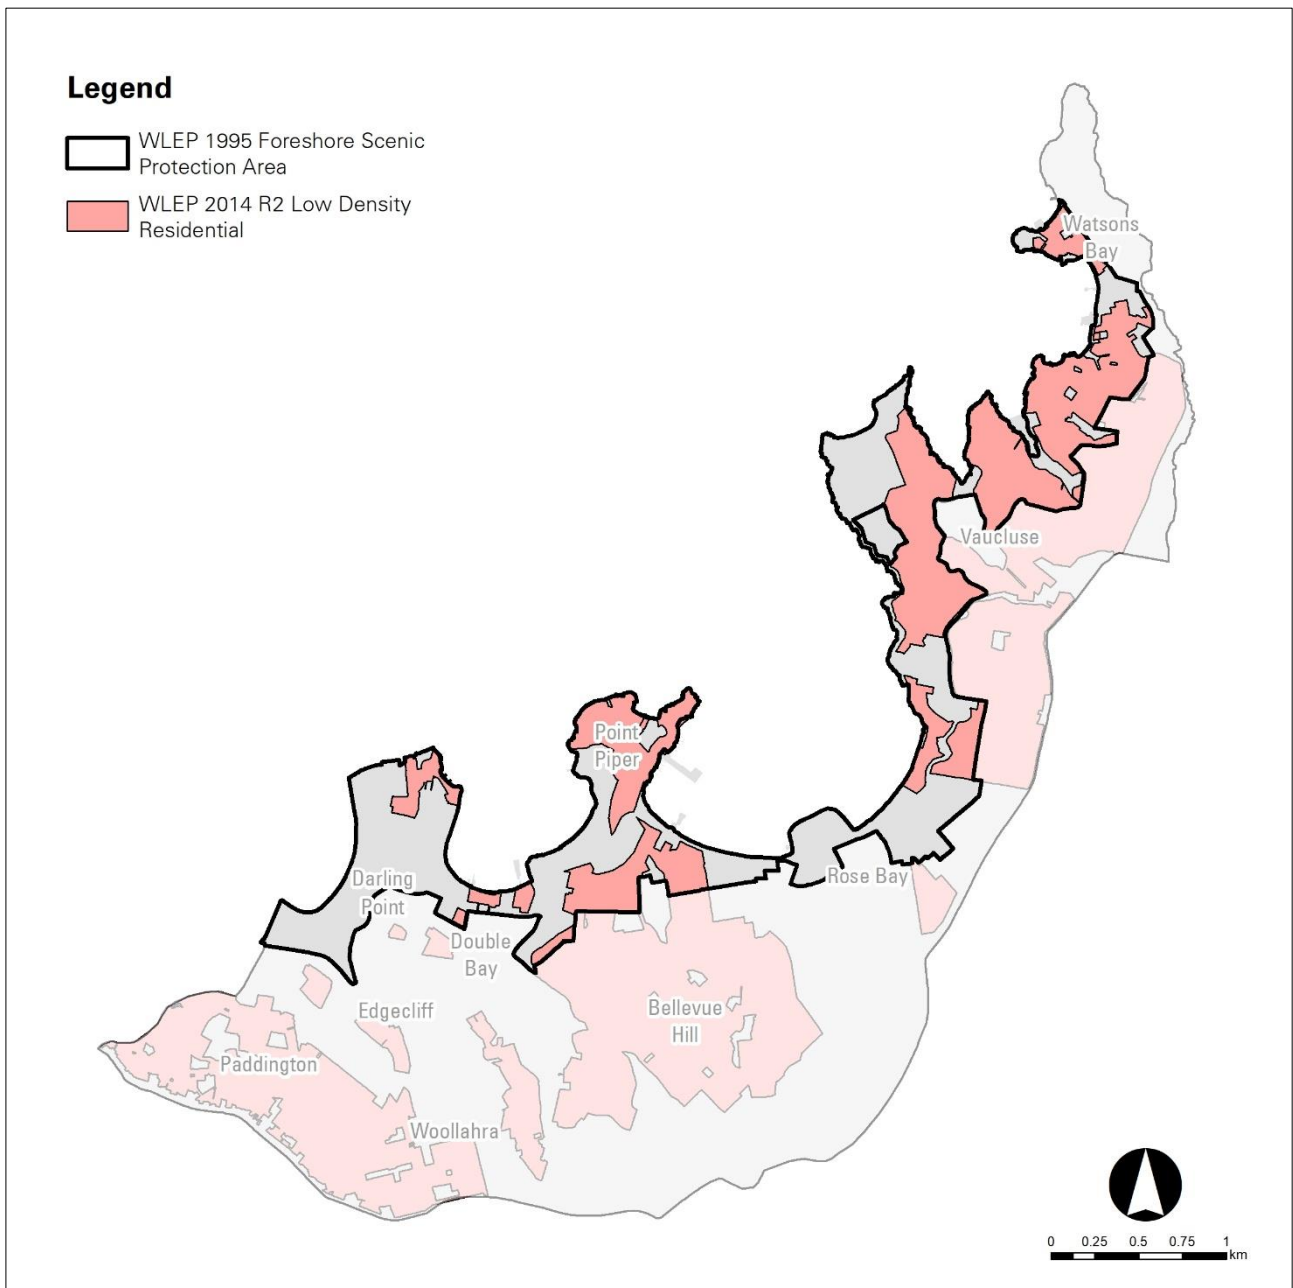 Legend
WLEP 1995 Foreshore Scenic
Protection Area
WLEP 2014 R2 Low Density
Residential
Watsons
Bay
Vaucluse
Point
Piper
Rose Bay
Darling
Point
Double
Bay
Edgecliff
Bellevue
Hill
Paddington
Woollahra
0 0.25 0.5 0.75 1
km